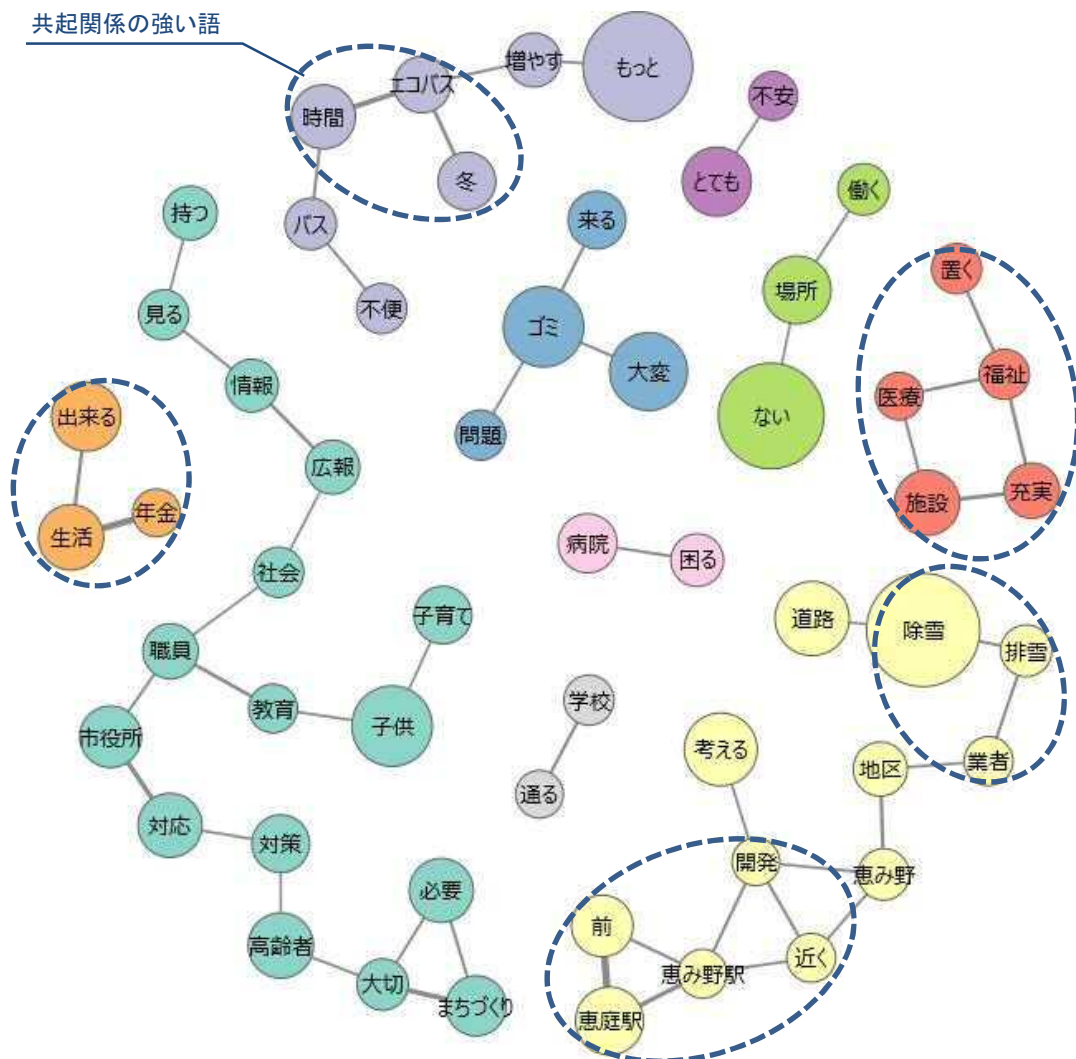 共起関係の強い語
増やす
もっと
エコバス
時間
冬
バス
不便
不安
とても
働く
場所
ない
持つ
見る
情報
広報
社会
来る
ゴミ
大変
問題
置く
福祉
医療
施設
充実
出来る
年金
生活
病院
困る
職員
教育
子育て
子供
市役所
対応
対策
高齢者
必要
大切
まちづくり
学校
通る
道路
除雪
排雪
業者
地区
恵み野
考える
開発
前
恵み野駅
近く
恵庭駅